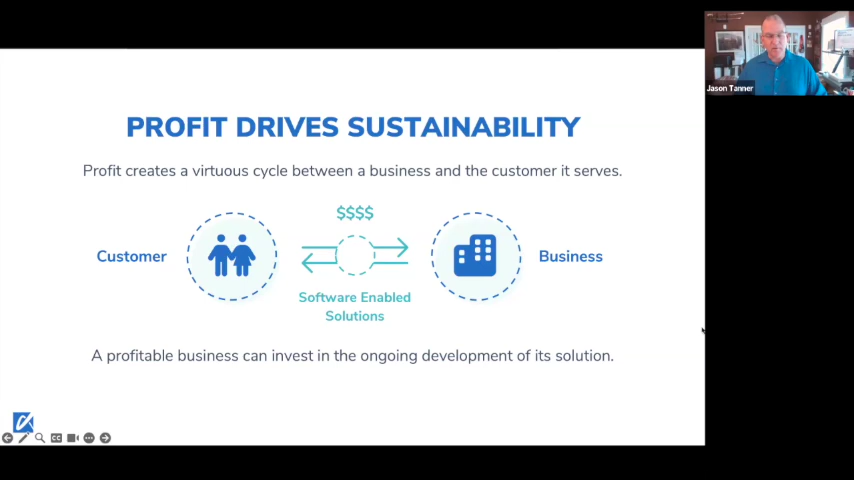 Jason Tanner
PROFIT DRIVES SUSTAINABILITY
Profit creates a virtuous cycle between a business and the customer it serves.
$$$$
Customer
Business
Software Enabled
Solutions
A profitable business can invest in the ongoing development of its solution.
CC